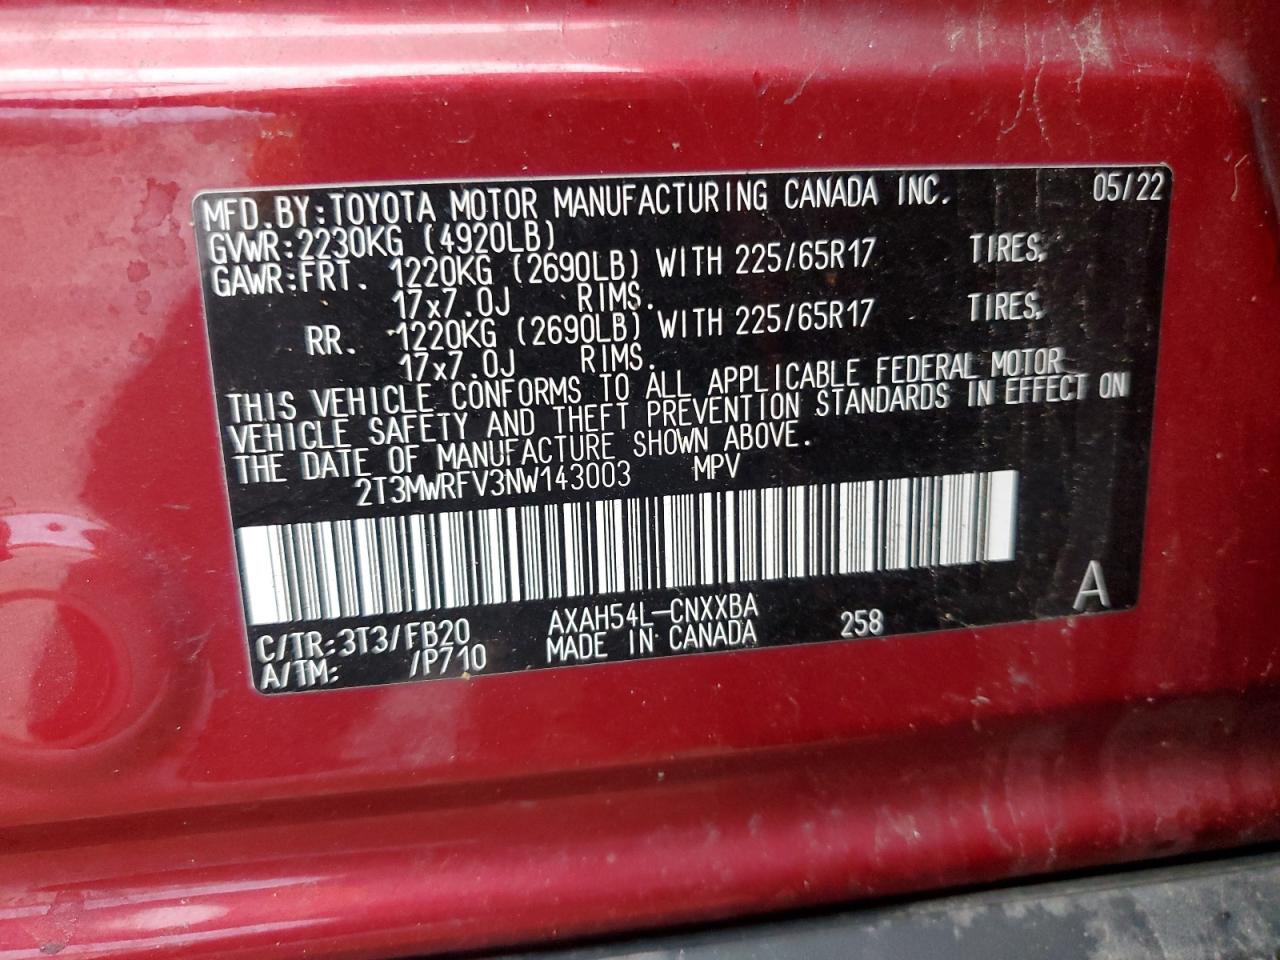 MFD.BY:TOYOTA MOTOR MANUFACTURING CANADA INC. 05/22
GVWR:2230KG (4920LB)
GAWR:FRT. 1220KG (2690LB) WITH 225/65R17 TIRES,
17x7.0J RIMS.
RR. 1220KG (2690LB) WITH 225/65R17 TIRES,
17x7.0J RIMS.
THIS VEHICLE CONFORMS TO ALL APPLICABLE FEDERAL MOTOR
VEHICLE SAFETY AND THEFT PREVENTION STANDARDS IN EFFECT ON
THE DATE OF MANUFACTURE SHOWN ABOVE.
2T3MWRFV3NW143003 MPV
C/TR:3T3/FB20 AXAH54L-CNXXBA 258 A
A/TM: /P710 MADE IN CANADA